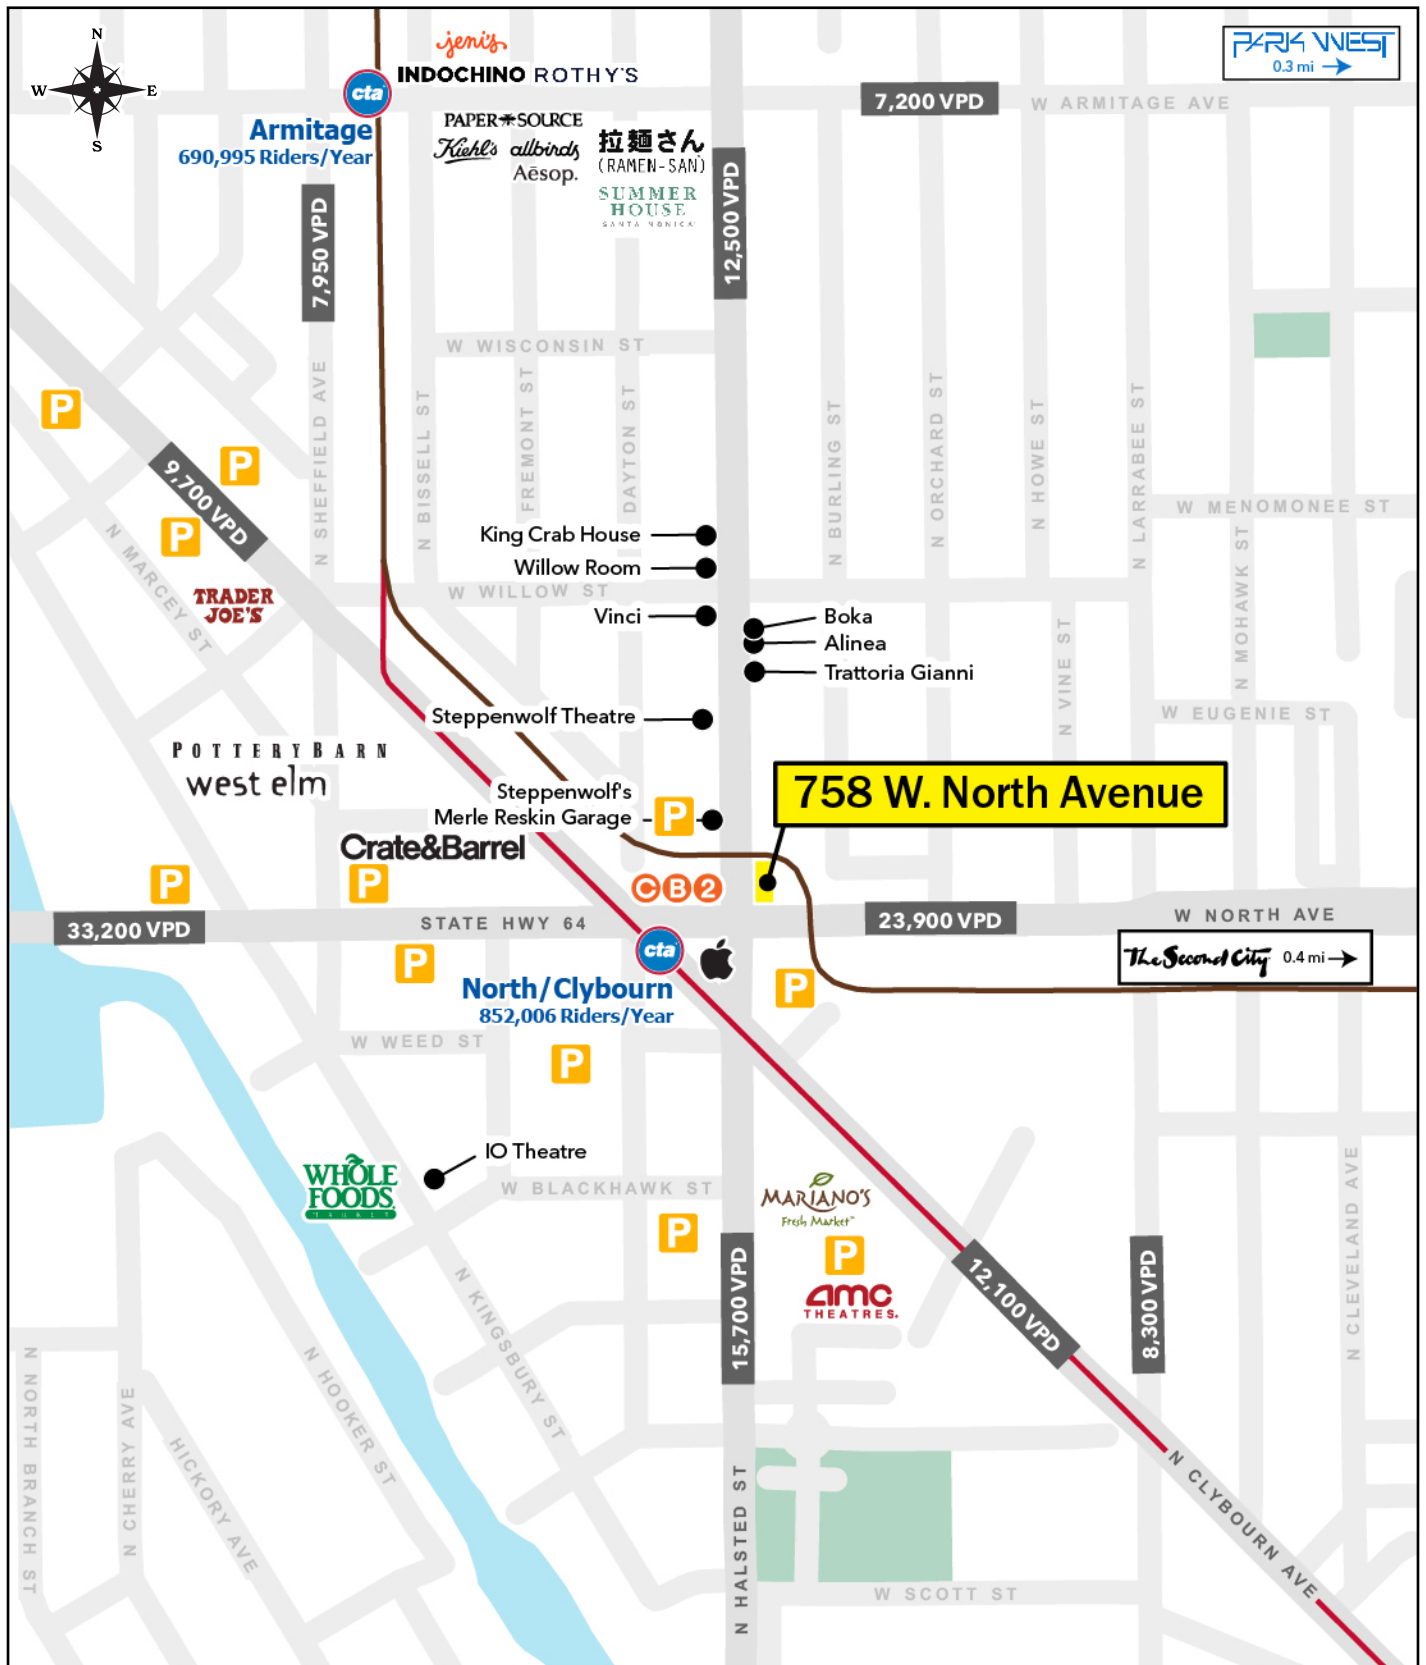 N
W
E
S
cta
Armitage
690,995 Riders/Year
jeni's
INDOCHINO ROTHY'S
PAPER SOURCE
Kiehl's allbirds
Aēsop.
拉麺さん
(RAMEN-SAN)
SUMMER
HOUSE
SANTA MONICA
PARK WEST
0.3 mi
7,200 VPD
W ARMITAGE AVE
7,950 VPD
12,500 VPD
W WISCONSIN ST
N SHEFFIELD AVE
N BISSELL ST
FREMONT ST
DAYTON ST
N BURLING ST
N ORCHARD ST
N HOWE ST
N LARRABEE ST
P
P
P
9,700 VPD
W MENOMONEE ST
N MARCEY ST
TRADER
JOE'S
King Crab House
Willow Room
W WILLOW ST
Vinci
Boka
Alinea
Trattoria Gianni
N MOHAWK ST
N VINE ST
Steppenwolf Theatre
W EUGENIE ST
POTTERY BARN
west elm
Steppenwolf's
Merle Reskin Garage
P
758 W. North Avenue
Crate&Barrel
P
P
CB2
33,200 VPD
STATE HWY 64
23,900 VPD
W NORTH AVE
The Second City 0.4 mi
P
cta
North/Clybourn
852,006 Riders/Year
P
W WEED ST
P
IO Theatre
WHOLE
FOODS
MARKET
W BLACKHAWK ST
MARIANO'S
Fresh Market™
P
P
amc
THEATRES.
15,700 VPD
12,100 VPD
8,300 VPD
N CLEVELAND AVE
N KINGSBURY ST
N HOOKER ST
N NORTH BRANCH ST
N CHERRY AVE
HICKORY AVE
N HALSTED ST
N CLYBOURN AVE
W SCOTT ST